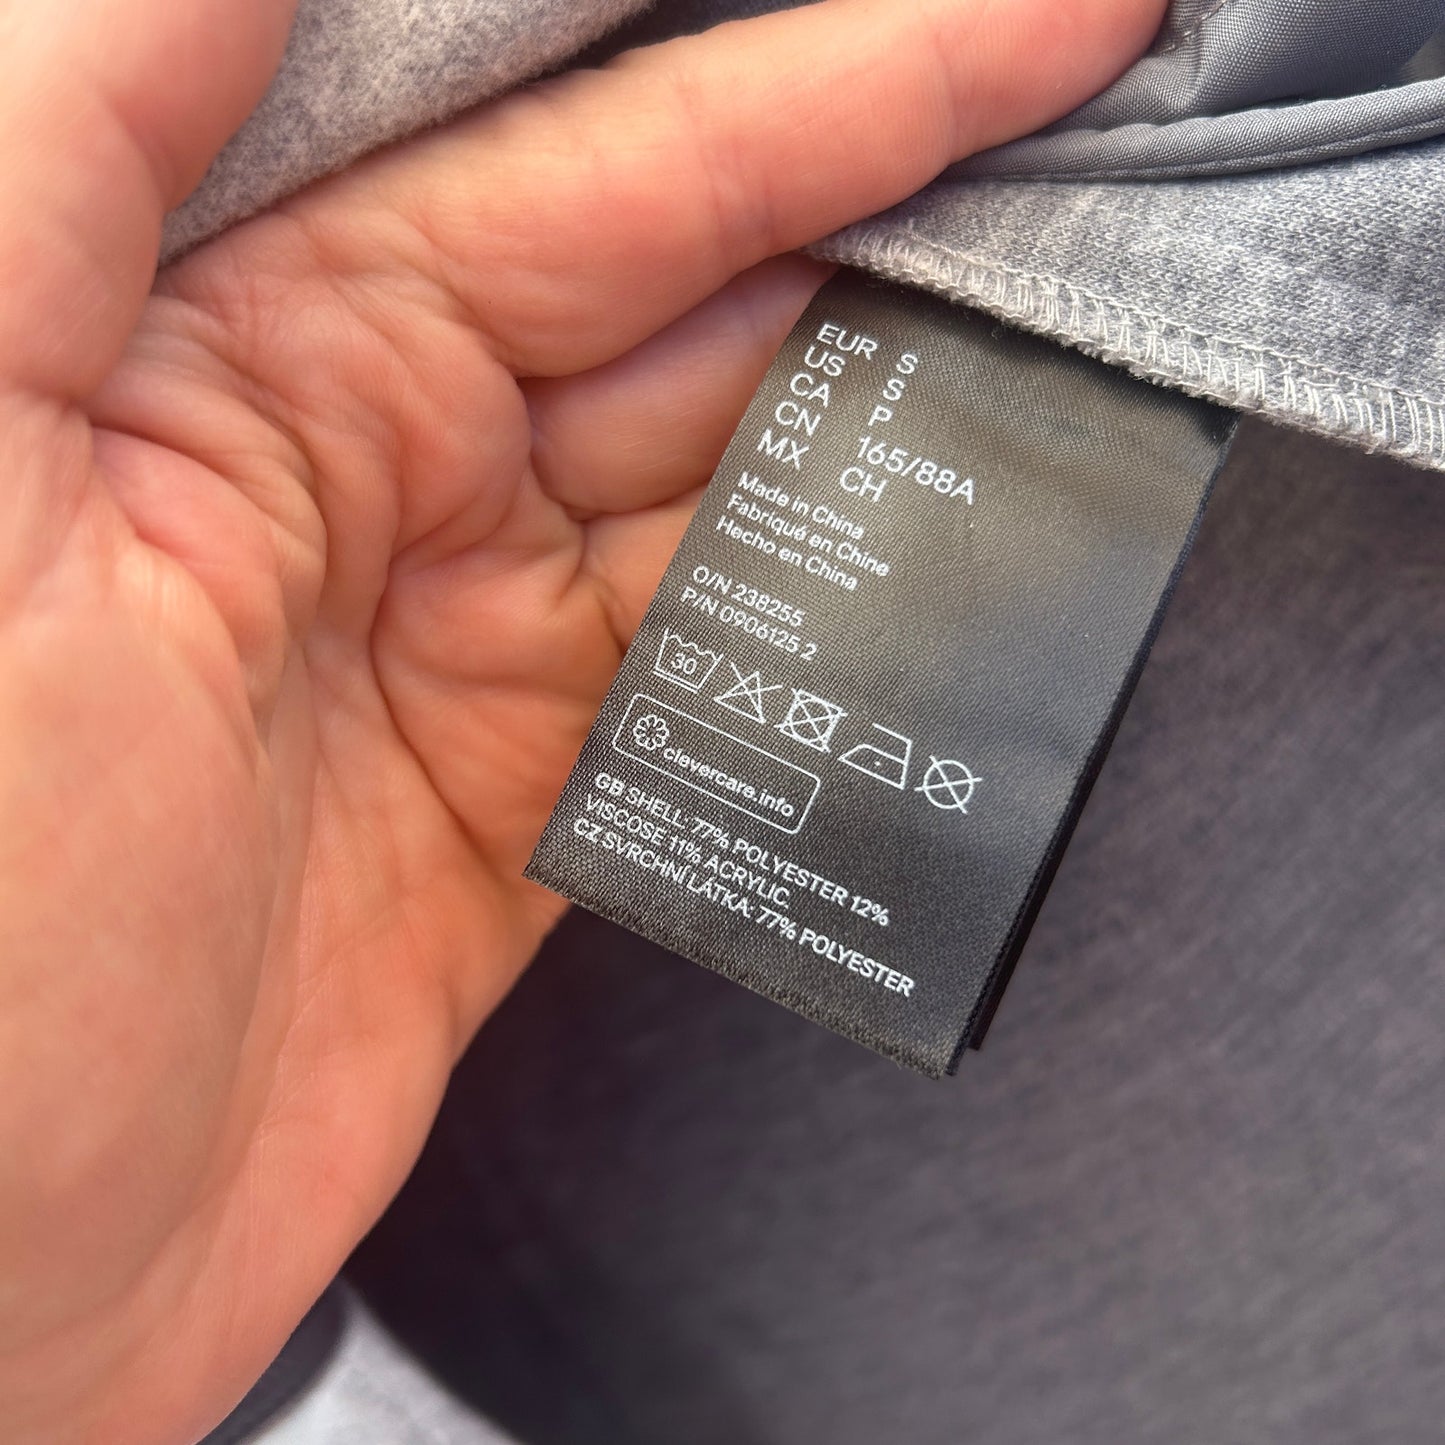 EUR S
US S
CA P
CN 165/88A
MX CH
Made in China
Fabriqué en Chine
Hecho en China
O/N 238255
P/N 0906125 2
30
clevercare.info
GB SHELL: 77% POLYESTER 12%
VISCOSE 11% ACRYLIC,
CZ SVRCHNÍ LÁTKA: 77% POLYESTER